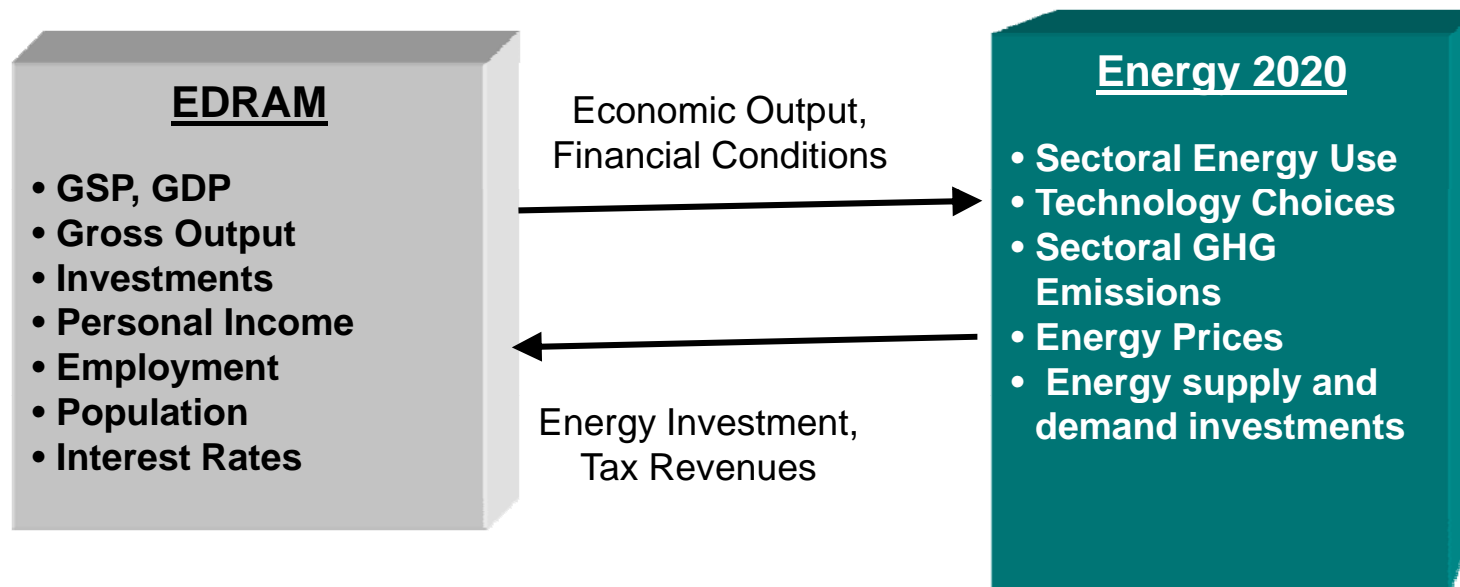 EDRAM
• GSP, GDP
• Gross Output
• Investments
• Personal Income
• Employment
• Population
• Interest Rates
Economic Output,
Financial Conditions
Energy Investment,
Tax Revenues
Energy 2020
• Sectoral Energy Use
• Technology Choices
• Sectoral GHG
Emissions
• Energy Prices
• Energy supply and
demand investments